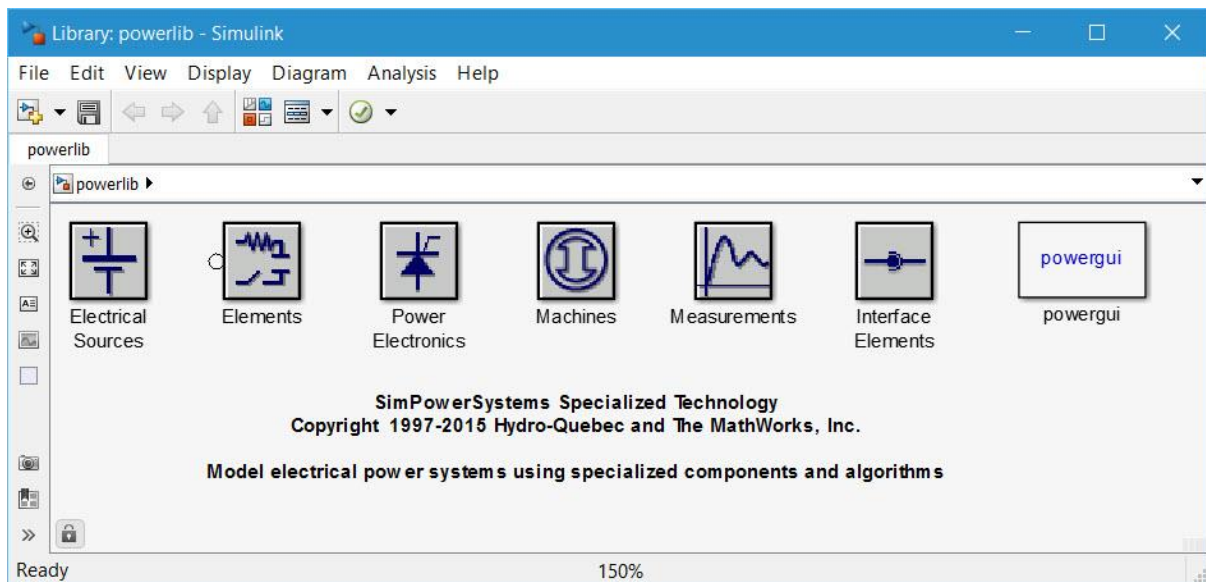 Library: powerlib - Simulink
File Edit View Display Diagram Analysis Help
powerlib
powerlib
powergui
Electrical Sources
Elements
Power Electronics
Machines
Measurements
Interface Elements
powergui
SimPowerSystems Specialized Technology
Copyright 1997-2015 Hydro-Quebec and The MathWorks, Inc.
Model electrical power systems using specialized components and algorithms
Ready 150%